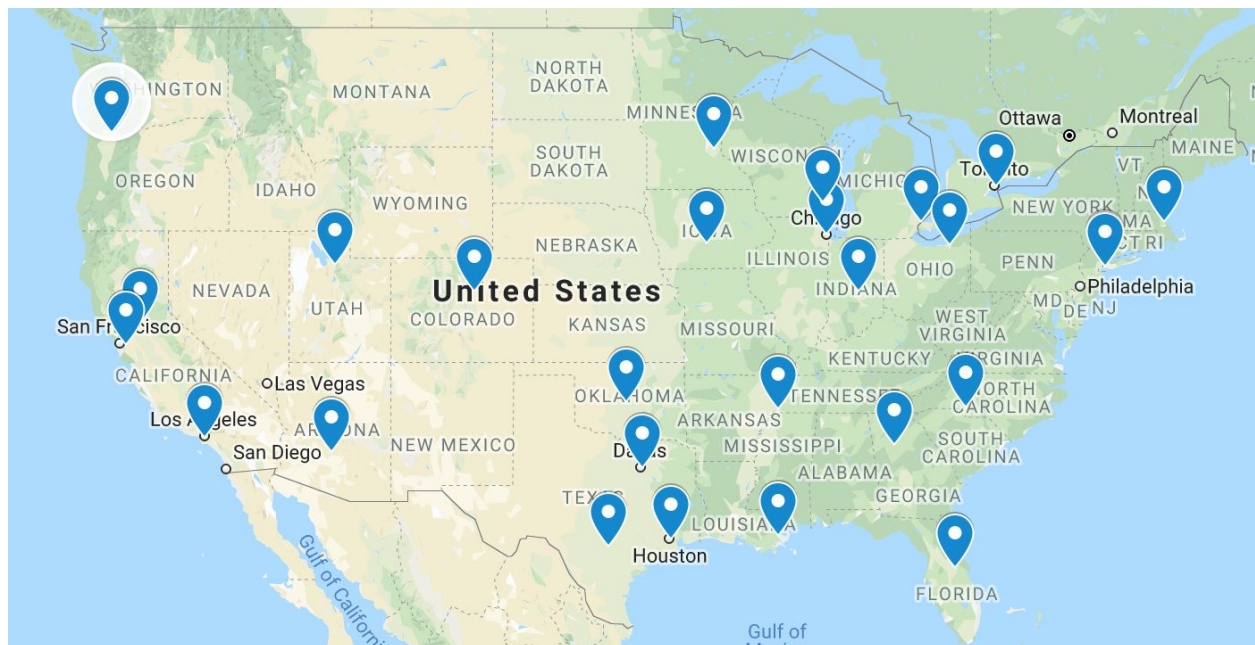 WASHINGTON
MONTANA
NORTH
DAKOTA
MINNESOTA
Ottawa
Montreal
MAINE
VT
OREGON
IDAHO
SOUTH
DAKOTA
WISCONSIN
MICHIGAN
Toronto
NEW YORK
MA
CT RI
WYOMING
IOWA
Chicago
NEBRASKA
ILLINOIS
INDIANA
OHIO
PENN
Philadelphia
MD
DE NJ
NEVADA
UTAH
United States
COLORADO
KANSAS
MISSOURI
WEST
VIRGINIA
KENTUCKY
VIRGINIA
San Francisco
CALIFORNIA
Las Vegas
Los Angeles
San Diego
ARIZONA
NEW MEXICO
OKLAHOMA
ARKANSAS
TENNESSEE
NORTH
CAROLINA
MISSISSIPPI
SOUTH
CAROLINA
Dallas
ALABAMA
GEORGIA
TEXAS
LOUISIANA
Houston
FLORIDA
Gulf of California
Gulf of